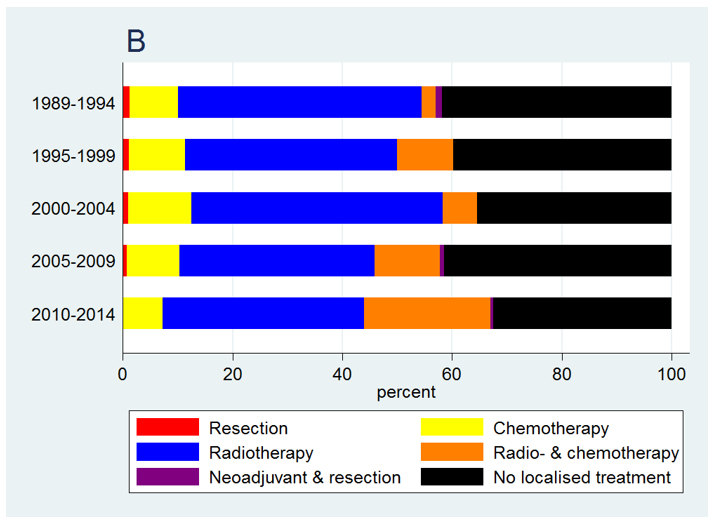 B
1989-1994
1995-1999
2000-2004
2005-2009
2010-2014
0 20 40 60 80 100
percent
Resection Chemotherapy
Radiotherapy Radio- & chemotherapy
Neoadjuvant & resection No localised treatment